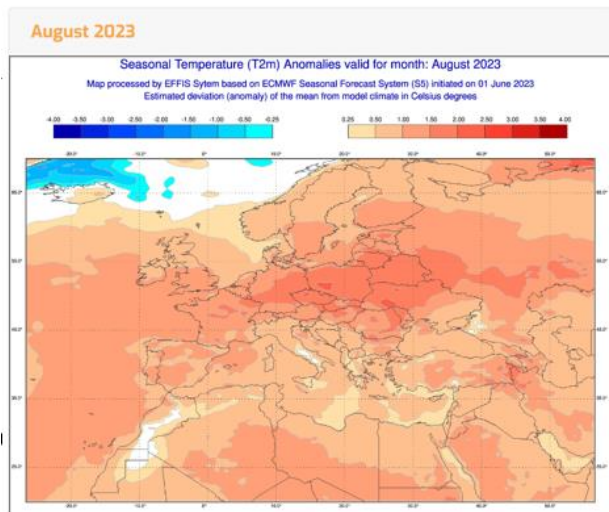 August 2023
Seasonal Temperature (T2m) Anomalies valid for month: August 2023
Map processed by EFFIS Sytem based on ECMWF Seasonal Forecast System (S5) initiated on 01 June 2023
Estimated deviation (anomaly) of the mean from model climate in Celsius degrees
-4.00 -3.50 -3.00 -2.50 -2.00 -1.50 -1.00 -0.50 -0.25 0.25 0.50 1.00 1.50 2.00 2.50 3.00 3.50 4.00